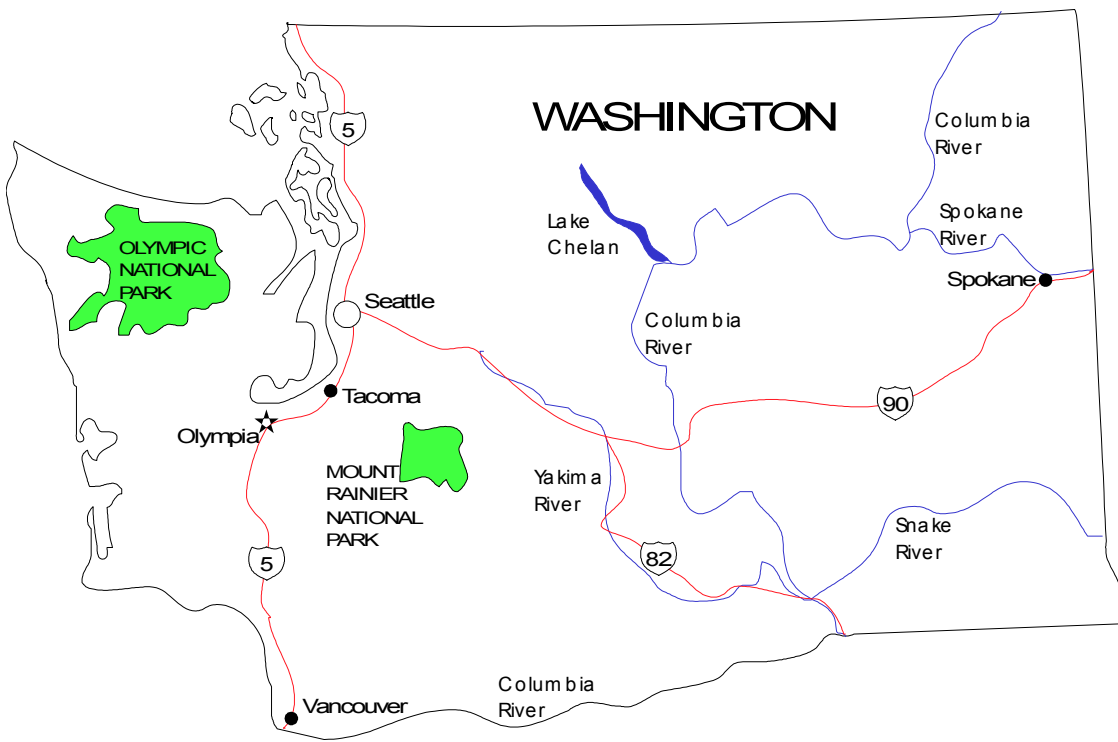 WASHINGTON
5
Columbia
River
Lake
Chelan
Spokane
River
OLYMPIC
NATIONAL
PARK
Spokane
Seattle
Columbia
River
Tacoma
90
Olympia
MOUNT
RAINIER
NATIONAL
PARK
Yakima
River
Snake
River
5
82
Columbia
River
Vancouver